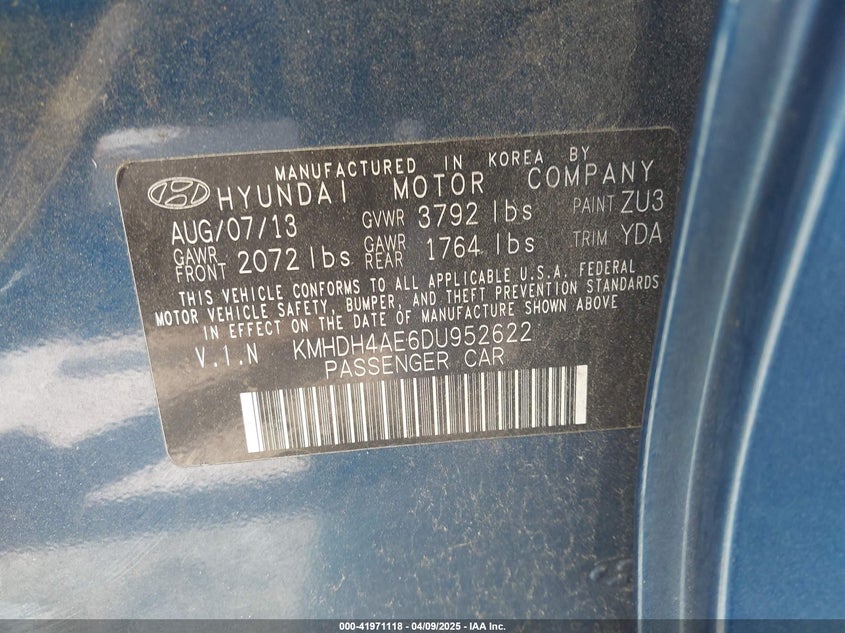 MANUFACTURED IN KOREA BY
HYUNDAI MOTOR COMPANY
AUG/07/13 GVWR 3792 lbs PAINT ZU3
GAWR FRONT 2072 lbs GAWR REAR 1764 lbs TRIM YDA
THIS VEHICLE CONFORMS TO ALL APPLICABLE U.S.A. FEDERAL
MOTOR VEHICLE SAFETY, BUMPER, AND THEFT PREVENTION STANDARDS
IN EFFECT ON THE DATE OF MANUFACTURE SHOWN ABOVE
V.I.N KMHDH4AE6DU952622
PASSENGER CAR
000-41971118 - 04/09/2025 - IAA Inc.